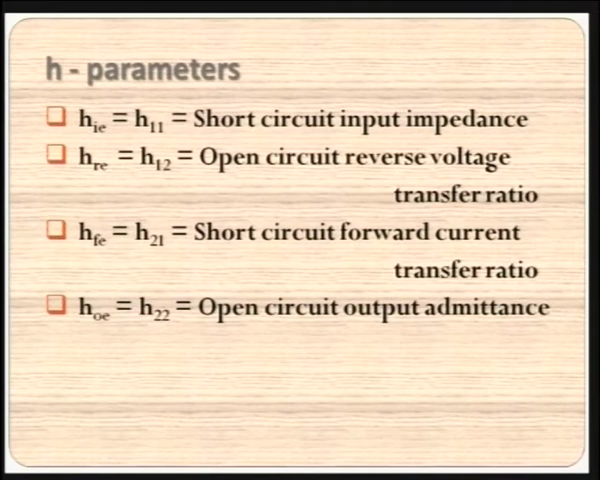 h - parameters
hie = h11 = Short circuit input impedance
hre = h12 = Open circuit reverse voltage
transfer ratio
hfe = h21 = Short circuit forward current
transfer ratio
hoe = h22 = Open circuit output admittance